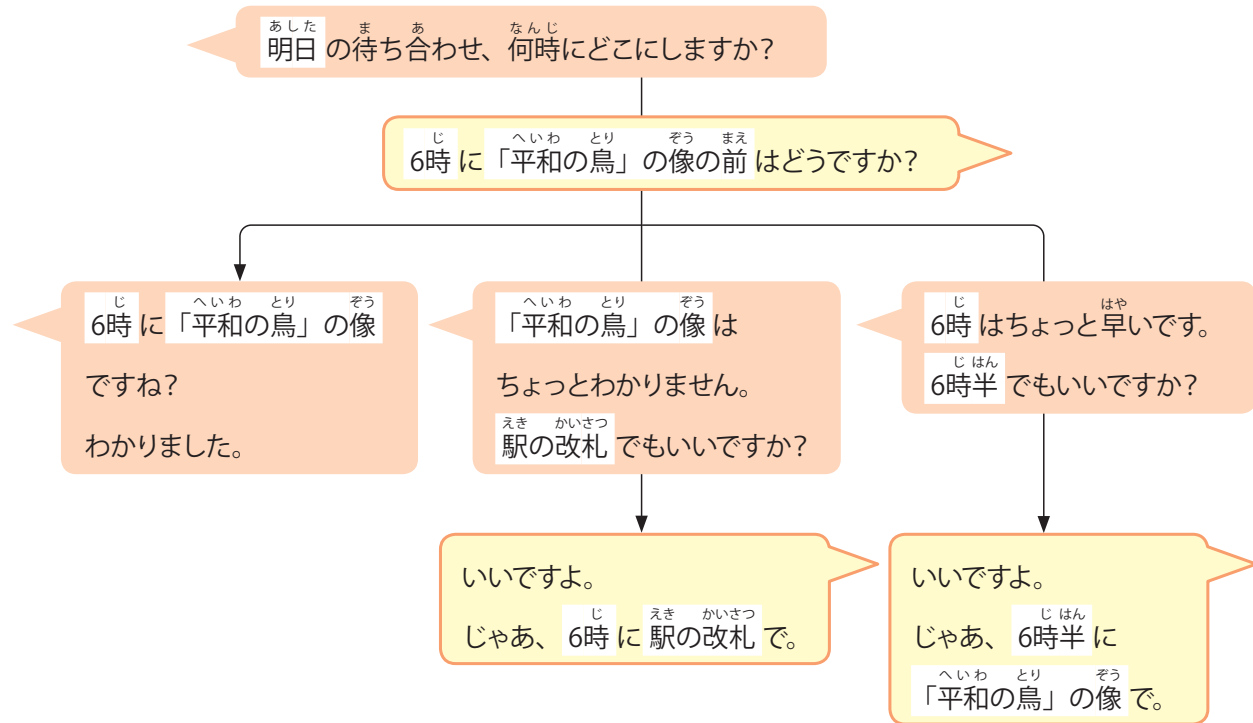 明日の待ち合わせ、何時にどこにしますか？
6時に「平和の鳥」の像の前はどうですか？
6時に「平和の鳥」の像
ですね？
わかりました。
「平和の鳥」の像は
ちょっとわかりません。
駅の改札でもいいですか？
6時はちょっと早いです。
6時半でもいいですか？
いいですよ。
じゃあ、6時に駅の改札で。
いいですよ。
じゃあ、6時半に
「平和の鳥」の像で。